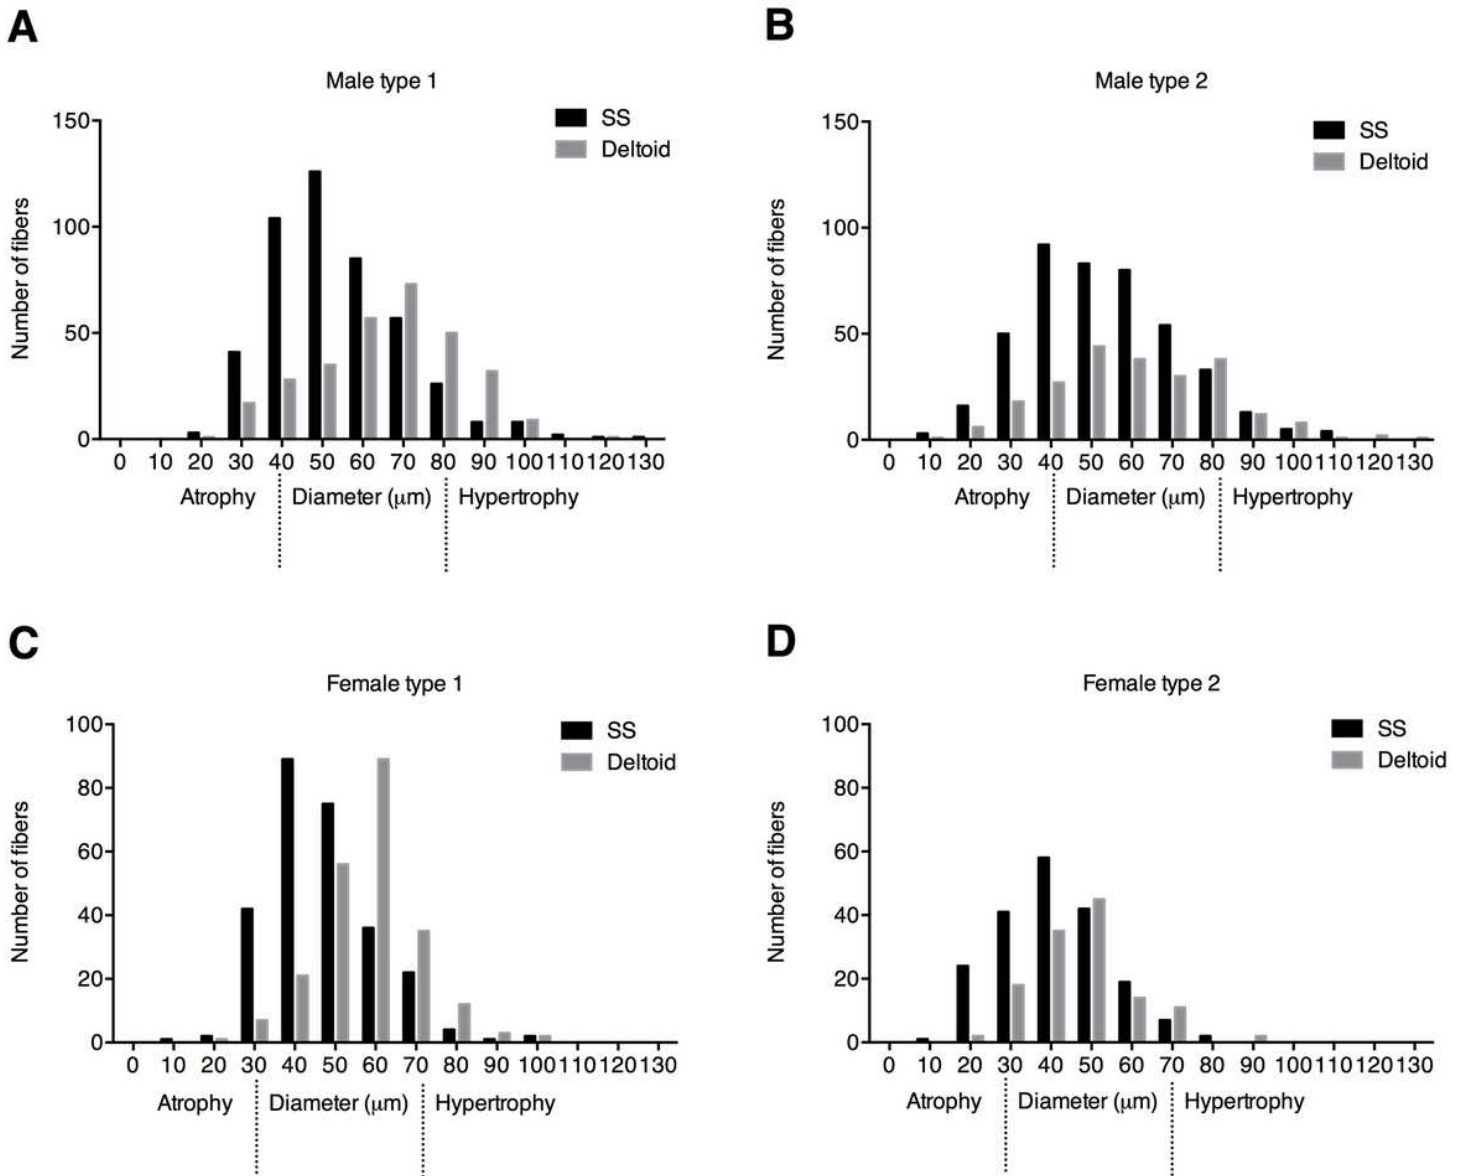 A
Male type 1
SS
Deltoid
Number of fibers
150
100
50
0
0 10 20 30 40 50 60 70 80 90 100 110 120 130
Atrophy Diameter (μm) Hypertrophy
B
Male type 2
SS
Deltoid
Number of fibers
150
100
50
0
0 10 20 30 40 50 60 70 80 90 100 110 120 130
Atrophy Diameter (μm) Hypertrophy
C
Female type 1
SS
Deltoid
Number of fibers
100
80
60
40
20
0
0 10 20 30 40 50 60 70 80 90 100 110 120 130
Atrophy Diameter (μm) Hypertrophy
D
Female type 2
SS
Deltoid
Number of fibers
100
80
60
40
20
0
0 10 20 30 40 50 60 70 80 90 100 110 120 130
Atrophy Diameter (μm) Hypertrophy